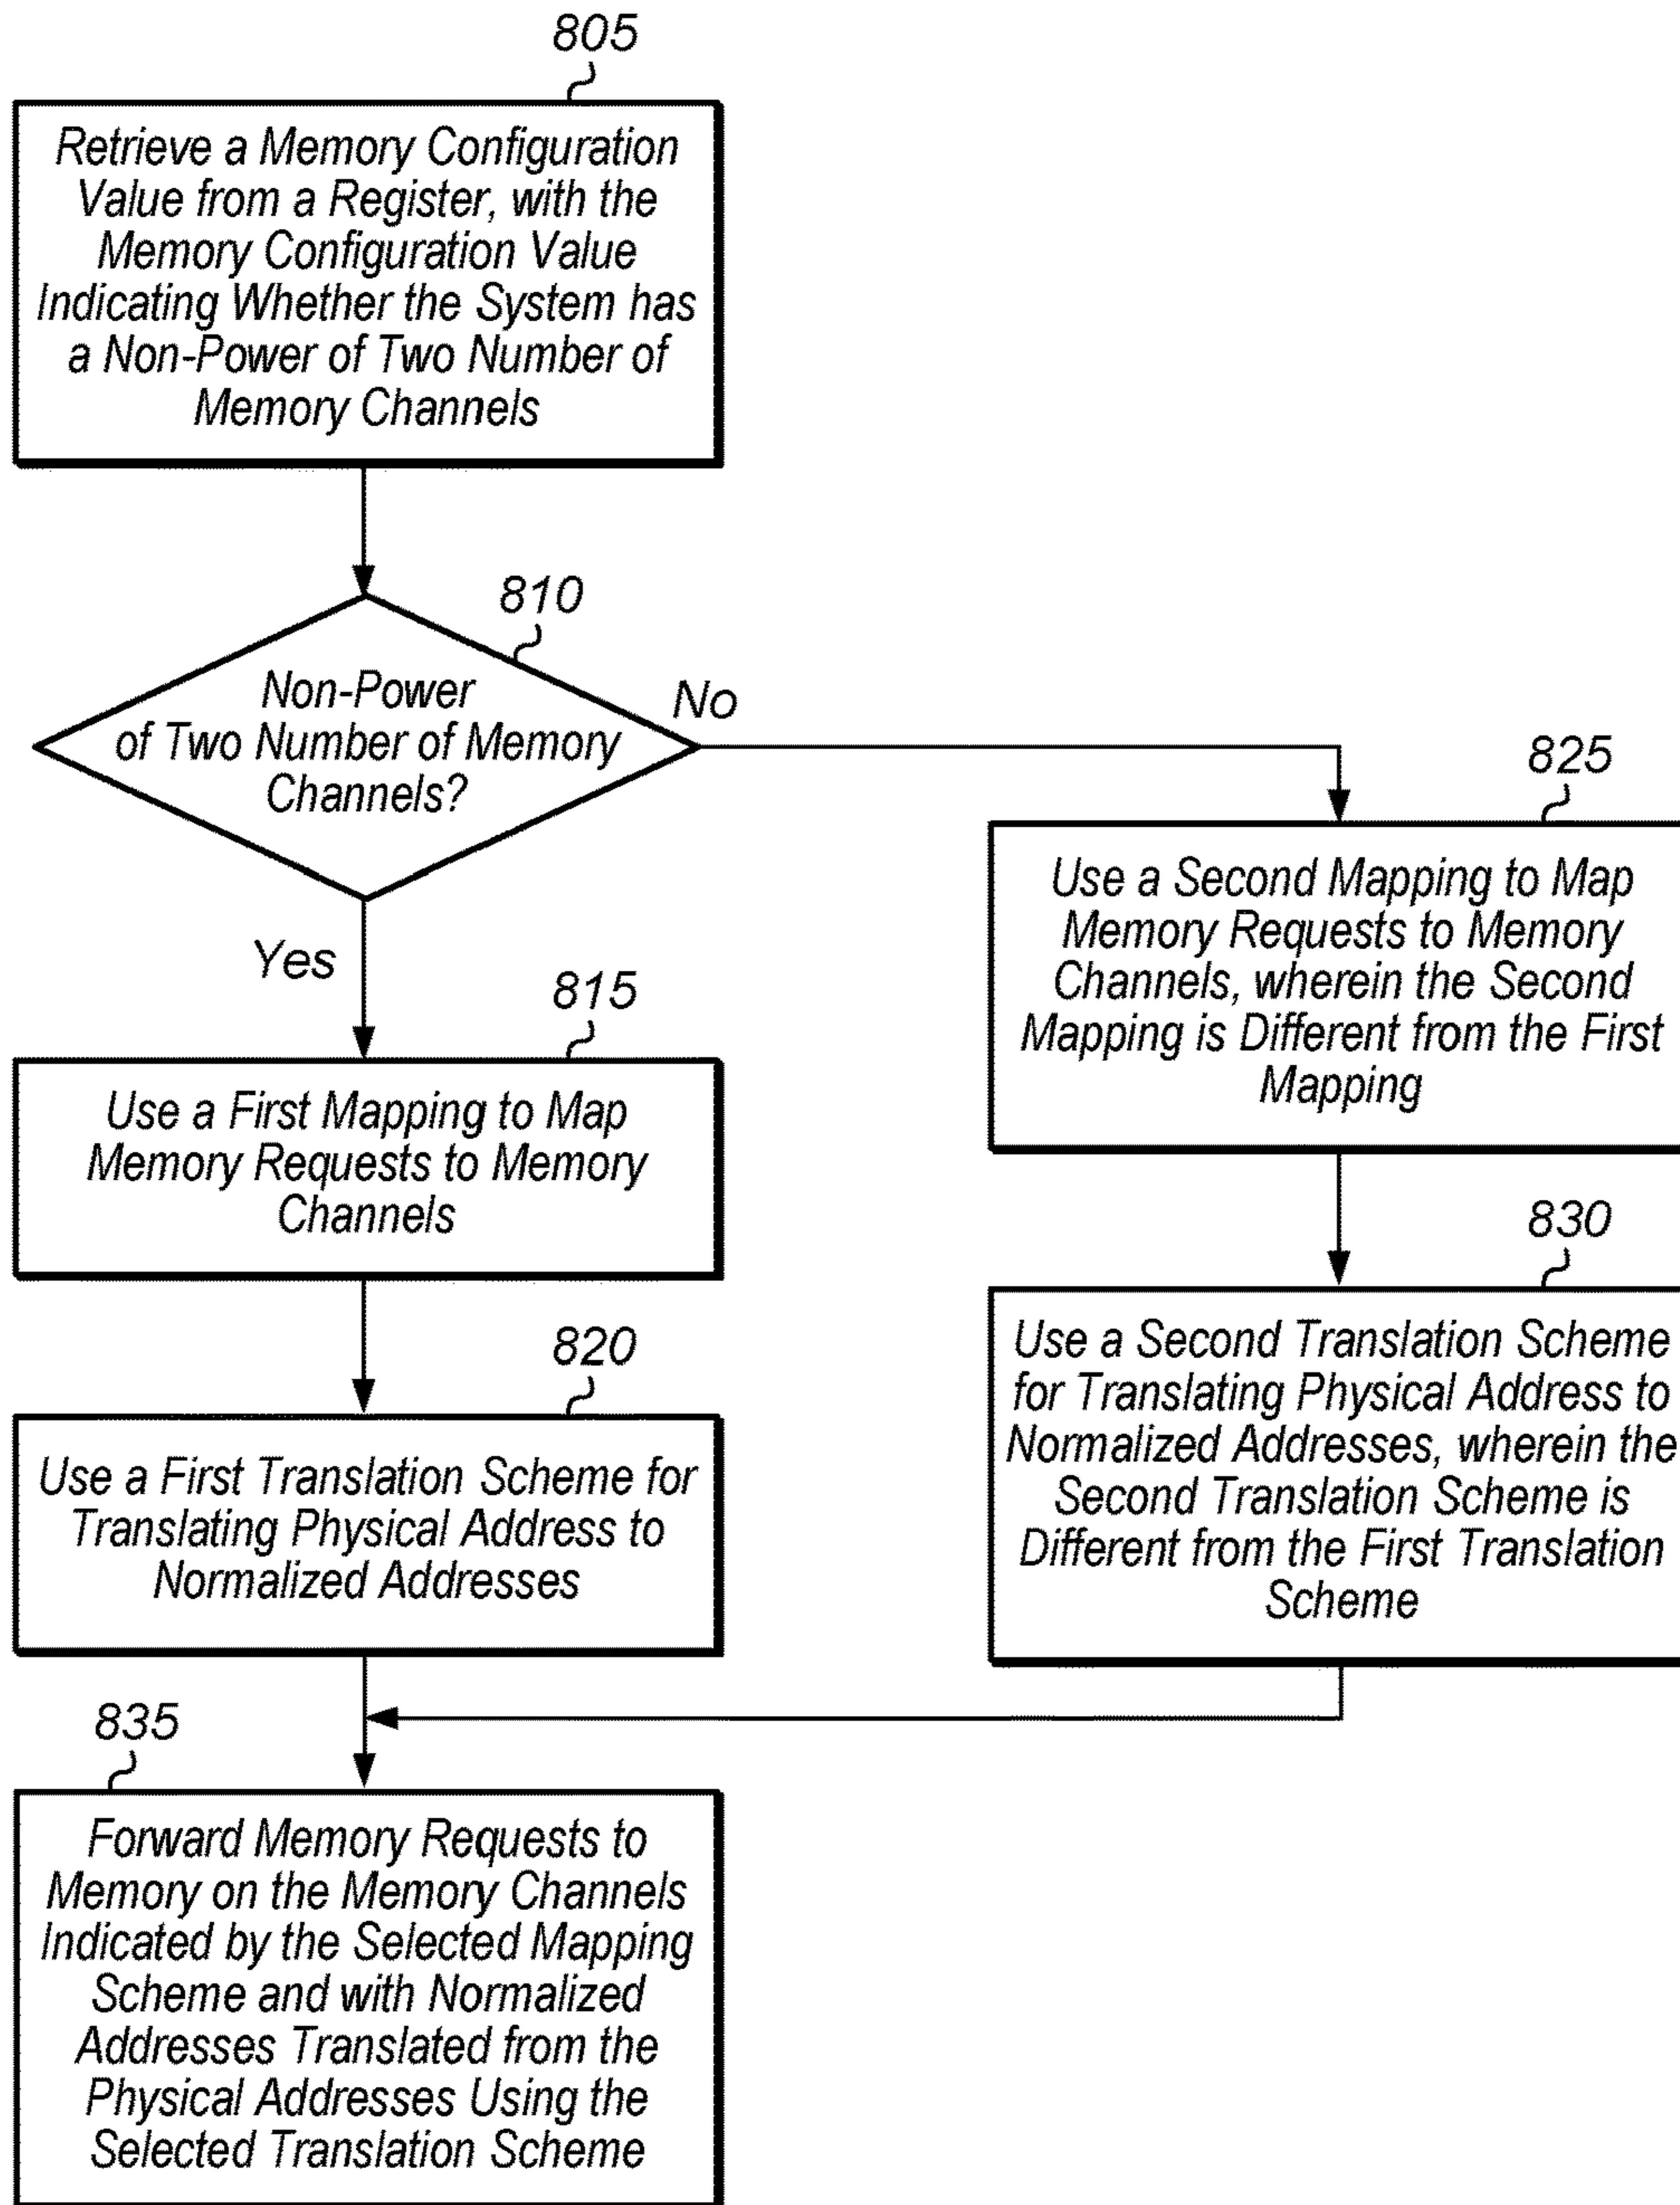 805
Retrieve a Memory Configuration
Value from a Register, with the
Memory Configuration Value
Indicating Whether the System has
a Non-Power of Two Number of
Memory Channels
810
Non-Power
of Two Number of Memory
Channels?
No
Yes
815
Use a First Mapping to Map
Memory Requests to Memory
Channels
820
Use a First Translation Scheme for
Translating Physical Address to
Normalized Addresses
825
Use a Second Mapping to Map
Memory Requests to Memory
Channels, wherein the Second
Mapping is Different from the First
Mapping
830
Use a Second Translation Scheme
for Translating Physical Address to
Normalized Addresses, wherein the
Second Translation Scheme is
Different from the First Translation
Scheme
835
Forward Memory Requests to
Memory on the Memory Channels
Indicated by the Selected Mapping
Scheme and with Normalized
Addresses Translated from the
Physical Addresses Using the
Selected Translation Scheme